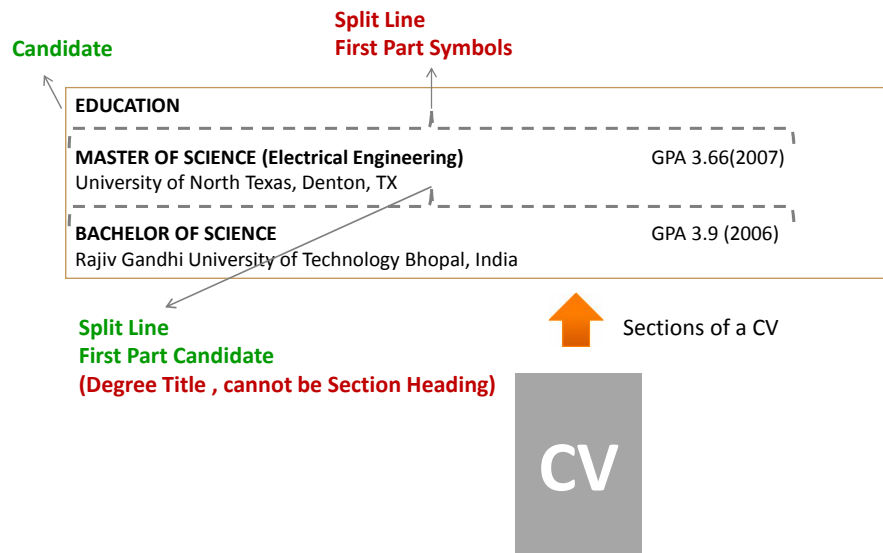 Split Line
First Part Symbols
Candidate
EDUCATION
MASTER OF SCIENCE (Electrical Engineering) GPA 3.66(2007)
University of North Texas, Denton, TX
BACHELOR OF SCIENCE GPA 3.9 (2006)
Rajiv Gandhi University of Technology Bhopal, India
Split Line
First Part Candidate
(Degree Title , cannot be Section Heading)
Sections of a CV
CV